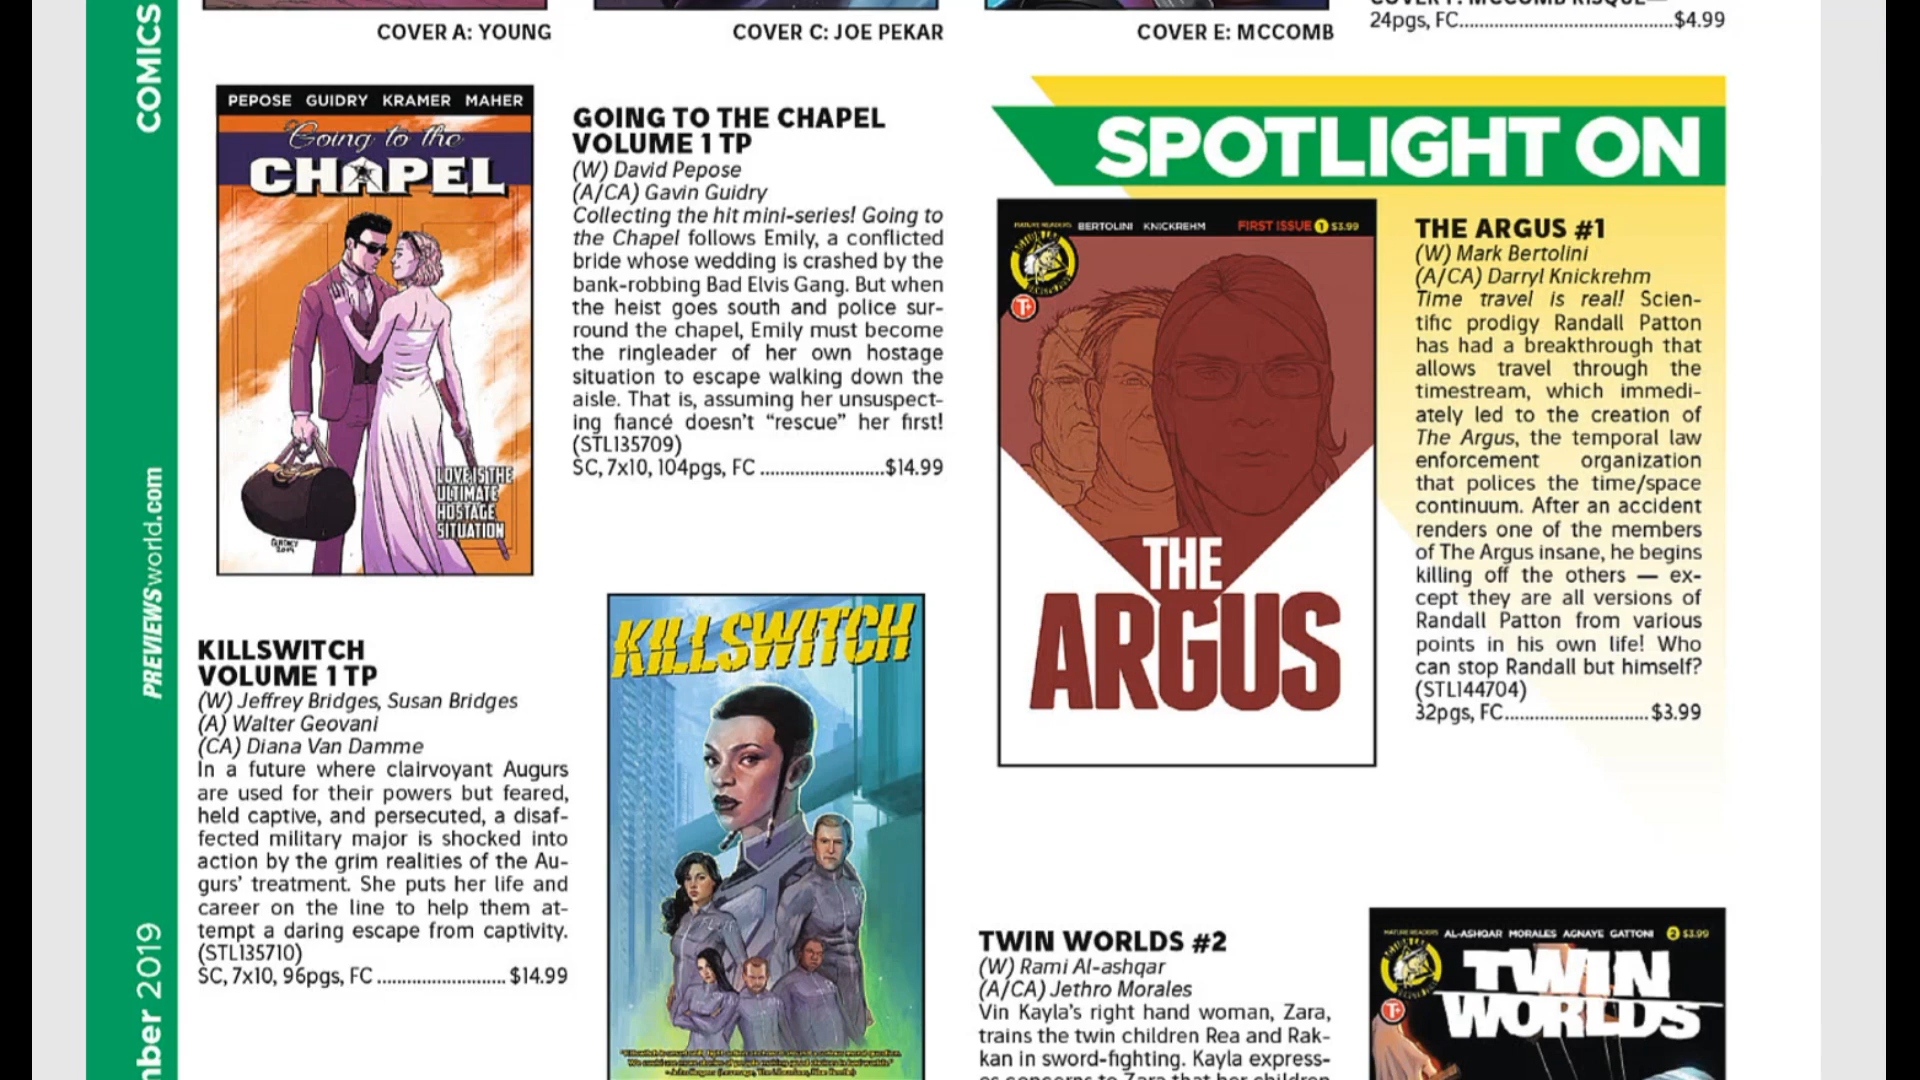 COMICS
PREVIEWSworld.com
mber 2019
COVER A: YOUNG
COVER C: JOE PEKAR
COVER E: MCCOMB
COVER F: MCCOMB RISQUE—
24pgs, FC.......................................$4.99
PEPOSE GUIDRY KRAMER MAHER
Going to the
CHAPEL
LOVE IS THE
ULTIMATE
HOSTAGE
SITUATION
GOING TO THE CHAPEL
VOLUME 1 TP
(W) David Pepose
(A/CA) Gavin Guidry
Collecting the hit mini-series! Going to
the Chapel follows Emily, a conflicted
bride whose wedding is crashed by the
bank-robbing Bad Elvis Gang. But when
the heist goes south and police sur-
round the chapel, Emily must become
the ringleader of her own hostage
situation to escape walking down the
aisle. That is, assuming her unsuspect-
ing fiancé doesn't “rescue” her first!
(STL135709)
SC, 7x10, 104pgs, FC .........................$14.99
KILLSWITCH
VOLUME 1 TP
(W) Jeffrey Bridges, Susan Bridges
(A) Walter Geovani
(CA) Diana Van Damme
In a future where clairvoyant Augurs
are used for their powers but feared,
held captive, and persecuted, a disaf-
fected military major is shocked into
action by the grim realities of the Au-
gurs' treatment. She puts her life and
career on the line to help them at-
tempt a daring escape from captivity.
(STL135710)
SC, 7x10, 96pgs, FC .......................... $14.99
KILLSWITCH
SPOTLIGHT ON
MATURE READERS BERTOLINI KNICKREHM FIRST ISSUE 1 $3.99
T+
THE
ARGUS
THE ARGUS #1
(W) Mark Bertolini
(A/CA) Darryl Knickrehm
Time travel is real! Scien-
tific prodigy Randall Patton
has had a breakthrough that
allows travel through the
timestream, which immedi-
ately led to the creation of
The Argus, the temporal law
enforcement organization
that polices the time/space
continuum. After an accident
renders one of the members
of The Argus insane, he begins
killing off the others — ex-
cept they are all versions of
Randall Patton from various
points in his own life! Who
can stop Randall but himself?
(STL144704)
32pgs, FC............................. $3.99
TWIN WORLDS #2
(W) Rami Al-ashqar
(A/CA) Jethro Morales
Vin Kayla's right hand woman, Zara,
trains the twin children Rea and Rak-
kan in sword-fighting. Kayla express-
es concerns to Zara that her children
MATURE READERS AL-ASHQAR MORALES AGNAYE GATTONI 2 $3.99
T+
TWIN
WORLDS